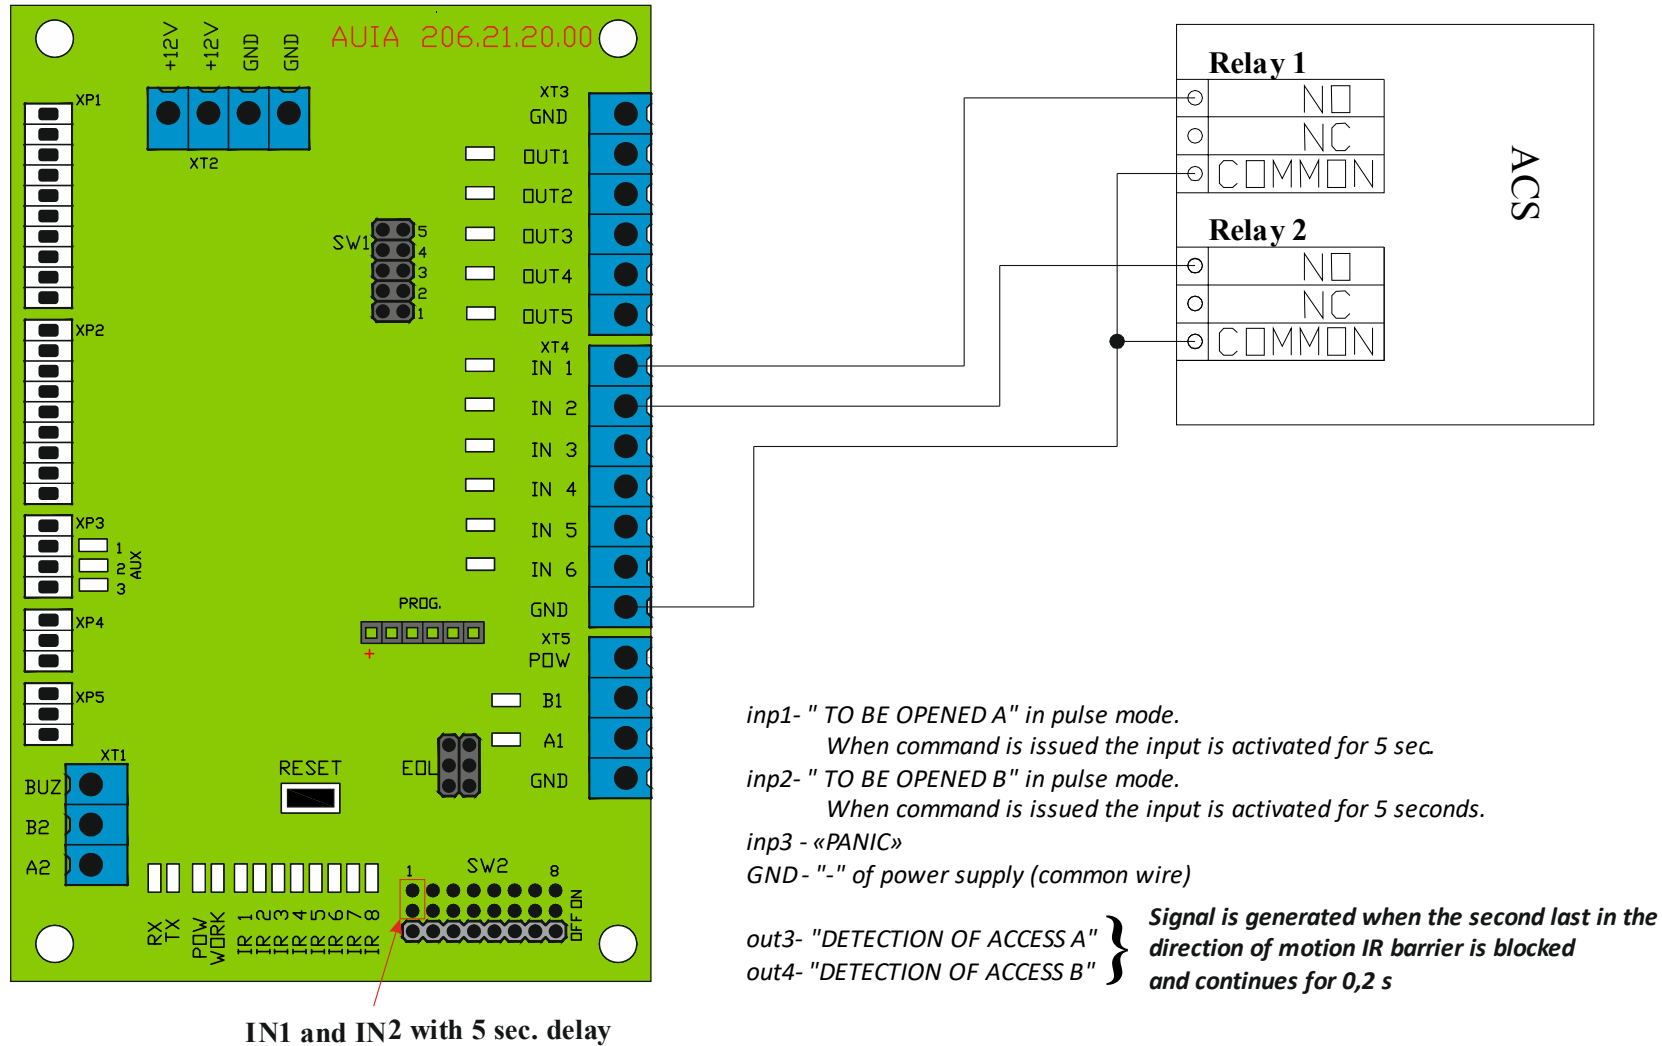 AUIA 206.21.20.00
+12V
+12V
GND
GND
XT2
XP1
XP2
XP3
1
2
3
AUX
XP4
XP5
XT1
BUZ
B2
A2
SW1
5
4
3
2
1
XT3
GND
OUT1
OUT2
OUT3
OUT4
OUT5
XT4
IN 1
IN 2
IN 3
IN 4
IN 5
IN 6
GND
XT5
POW
B1
A1
GND
PROG.
+
RESET
EOL
SW2
1
8
OFF ON
RX
TX
POW
WORK
IR 1
IR 2
IR 3
IR 4
IR 5
IR 6
IR 7
IR 8
IN1 and IN2 with 5 sec. delay
Relay 1
NO
NC
COMMON
Relay 2
NO
NC
COMMON
ACS
inp1- " TO BE OPENED A" in pulse mode.
When command is issued the input is activated for 5 sec.
inp2- " TO BE OPENED B" in pulse mode.
When command is issued the input is activated for 5 seconds.
inp3 - «PANIC»
GND - "-" of power supply (common wire)
out3- "DETECTION OF ACCESS A"
out4- "DETECTION OF ACCESS B"
}
Signal is generated when the second last in the
direction of motion IR barrier is blocked
and continues for 0,2 s